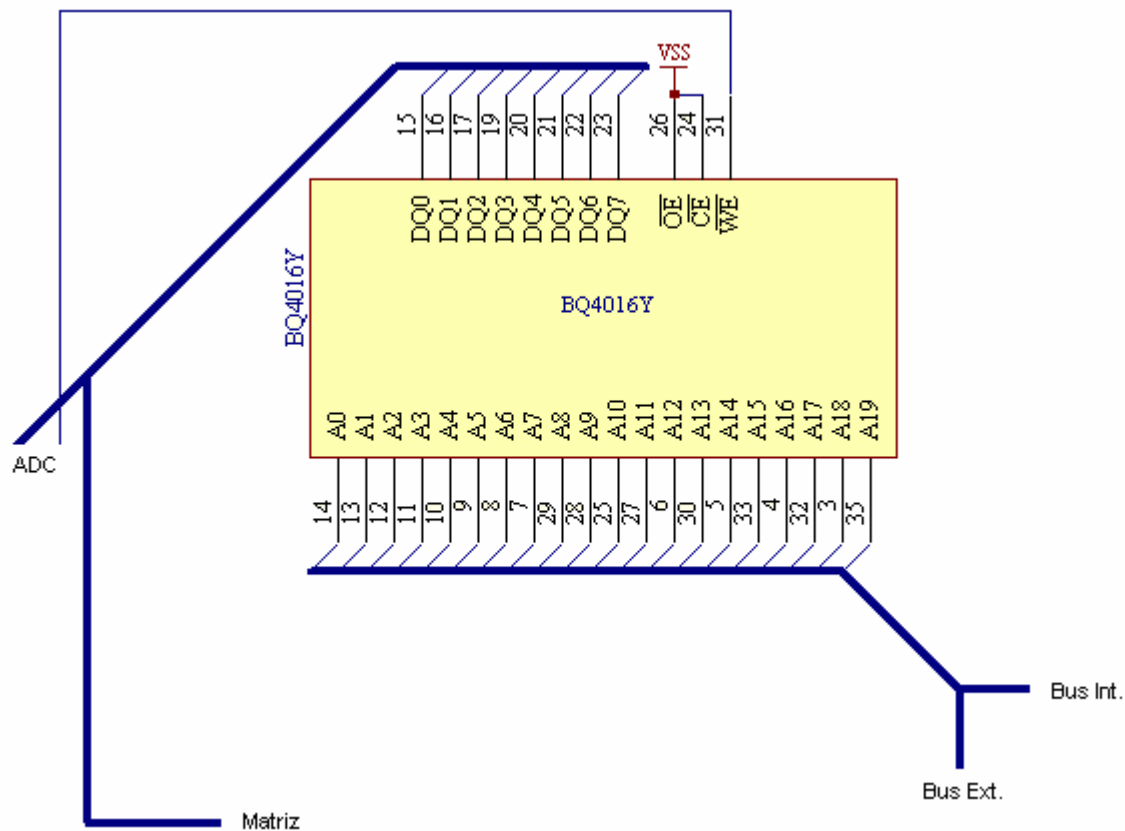 VSS
15 16 17 19 20 21 22 23 26 24 31
DQ0 DQ1 DQ2 DQ3 DQ4 DQ5 DQ6 DQ7 OE CE WE
BQ4016Y
BQ4016Y
A0 A1 A2 A3 A4 A5 A6 A7 A8 A9 A10 A11 A12 A13 A14 A15 A16 A17 A18 A19
ADC
14 13 12 11 10 9 8 7 29 28 25 27 6 30 5 33 4 32 3 35
Bus Int.
Bus Ext.
Matriz